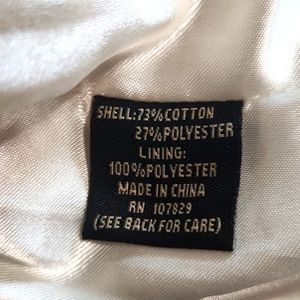 SHELL:73%COTTON
27%POLYESTER
LINING:
100%POLYESTER
MADE IN CHINA
RN 107829
(SEE BACK FOR CARE)